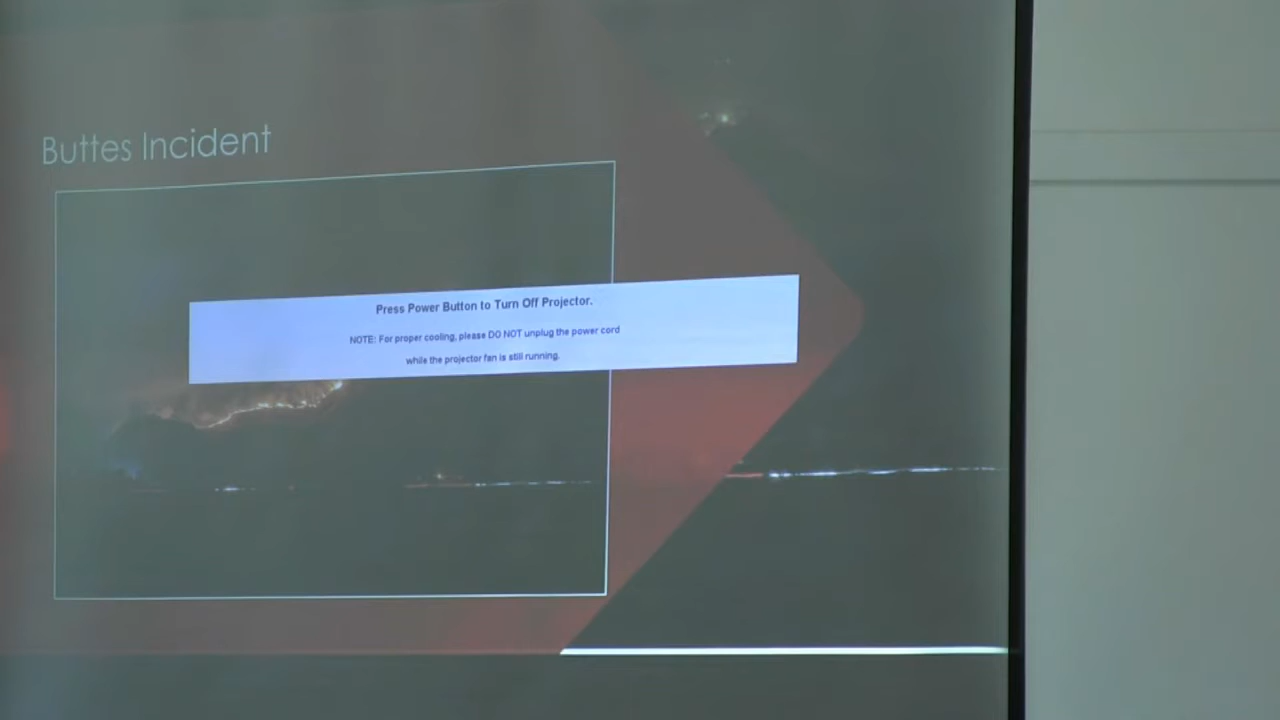 Buttes Incident
Press Power Button to Turn Off Projector.
NOTE: For proper cooling, please DO NOT unplug the power cord
while the projector fan is still running.